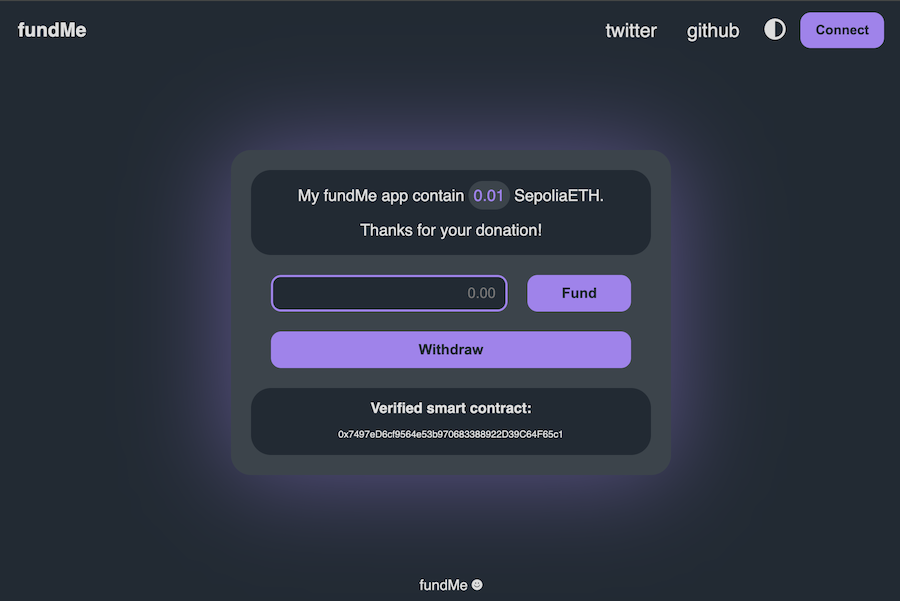 fundMe
twitter github Connect
My fundMe app contain 0.01 SepoliaETH.
Thanks for your donation!
0.00 Fund
Withdraw
Verified smart contract:
0x7497eD6cf9564e53b970683388922D39C64F65c1
fundMe